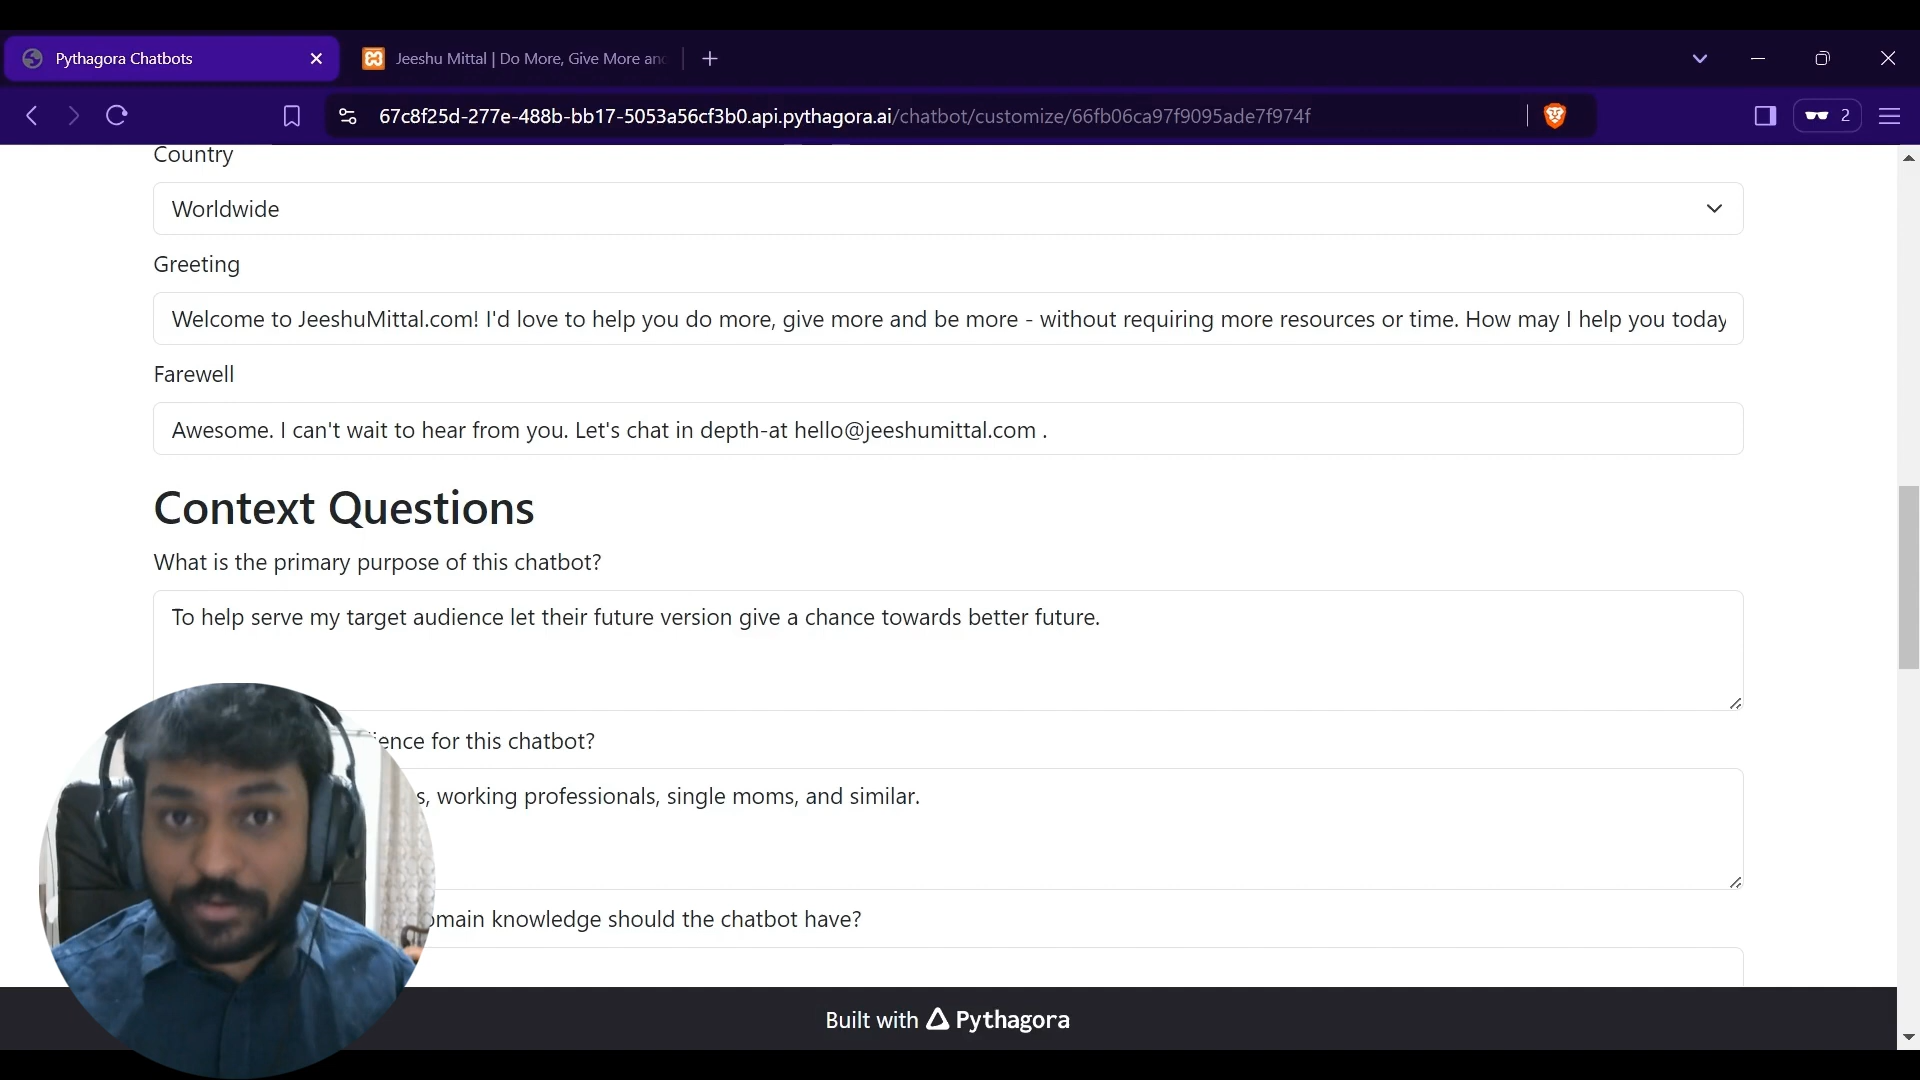 Pythagora Chatbots
Jeeshu Mittal | Do More, Give More and
67c8f25d-277e-488b-bb17-5053a56cf3b0.api.pythagora.ai/chatbot/customize/66fb06ca97f9095ade7f974f
2
Country
Worldwide
Greeting
Welcome to JeeshuMittal.com! I'd love to help you do more, give more and be more - without requiring more resources or time. How may I help you today
Farewell
Awesome. I can't wait to hear from you. Let's chat in depth-at hello@jeeshumittal.com .
Context Questions
What is the primary purpose of this chatbot?
To help serve my target audience let their future version give a chance towards better future.
for this chatbot?
working professionals, single moms, and similar.
knowledge should the chatbot have?
Built with Pythagora